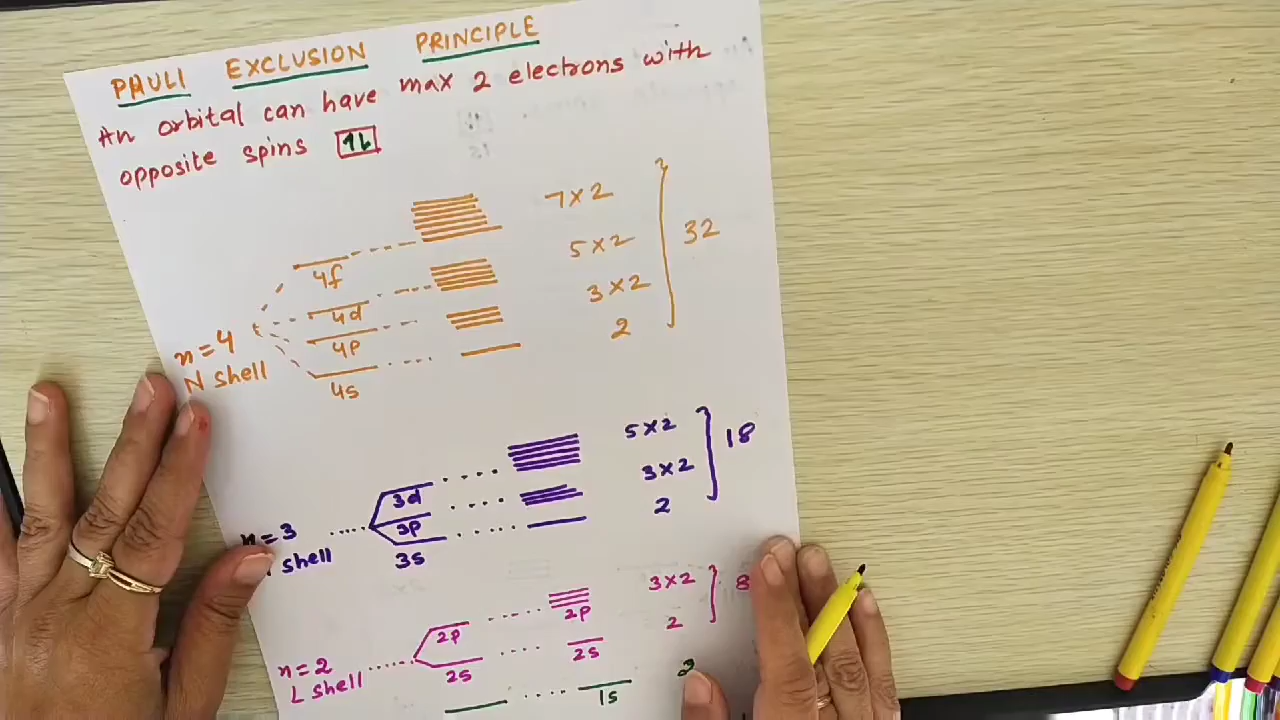 PAULI EXCLUSION PRINCIPLE
An orbital can have max 2 electrons with
opposite spins 1L
7×2
5×2
3×2
2
32
4f
4d
4p
4s
n=4
N shell
5×2
3×2
2
18
3d
3p
3s
n=3
shell
3×2
2
8
2p
2p
2s
2s
n=2
L shell
1s
2